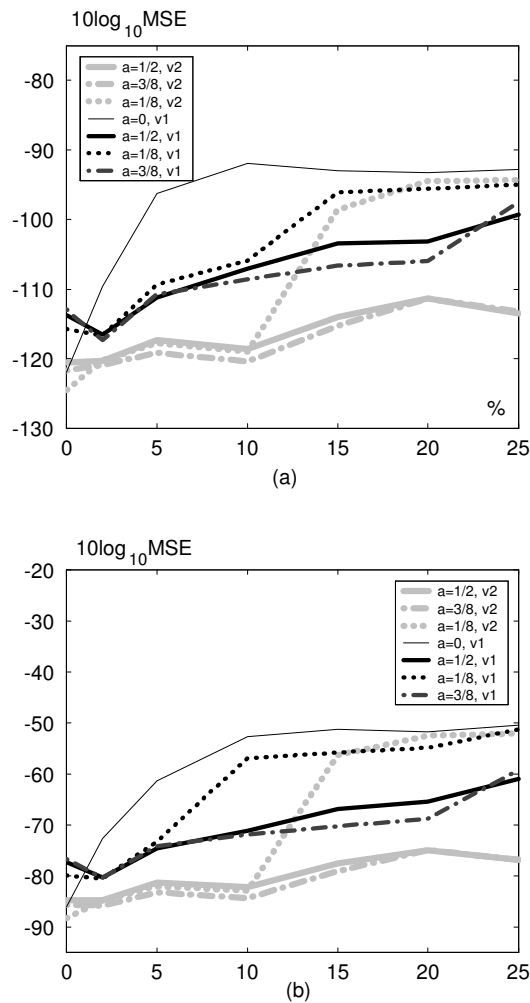 10log10MSE
-75
-80
-90
-100
-110
-120
-130
a=1/2, v2
a=3/8, v2
a=1/8, v2
a=0, v1
a=1/2, v1
a=1/8, v1
a=3/8, v1
%
0 5 10 15 20 25
(a)
10log10MSE
-20
-30
-40
-50
-60
-70
-80
-90
a=1/2, v2
a=3/8, v2
a=1/8, v2
a=0, v1
a=1/2, v1
a=1/8, v1
a=3/8, v1
0 5 10 15 20 25
(b)